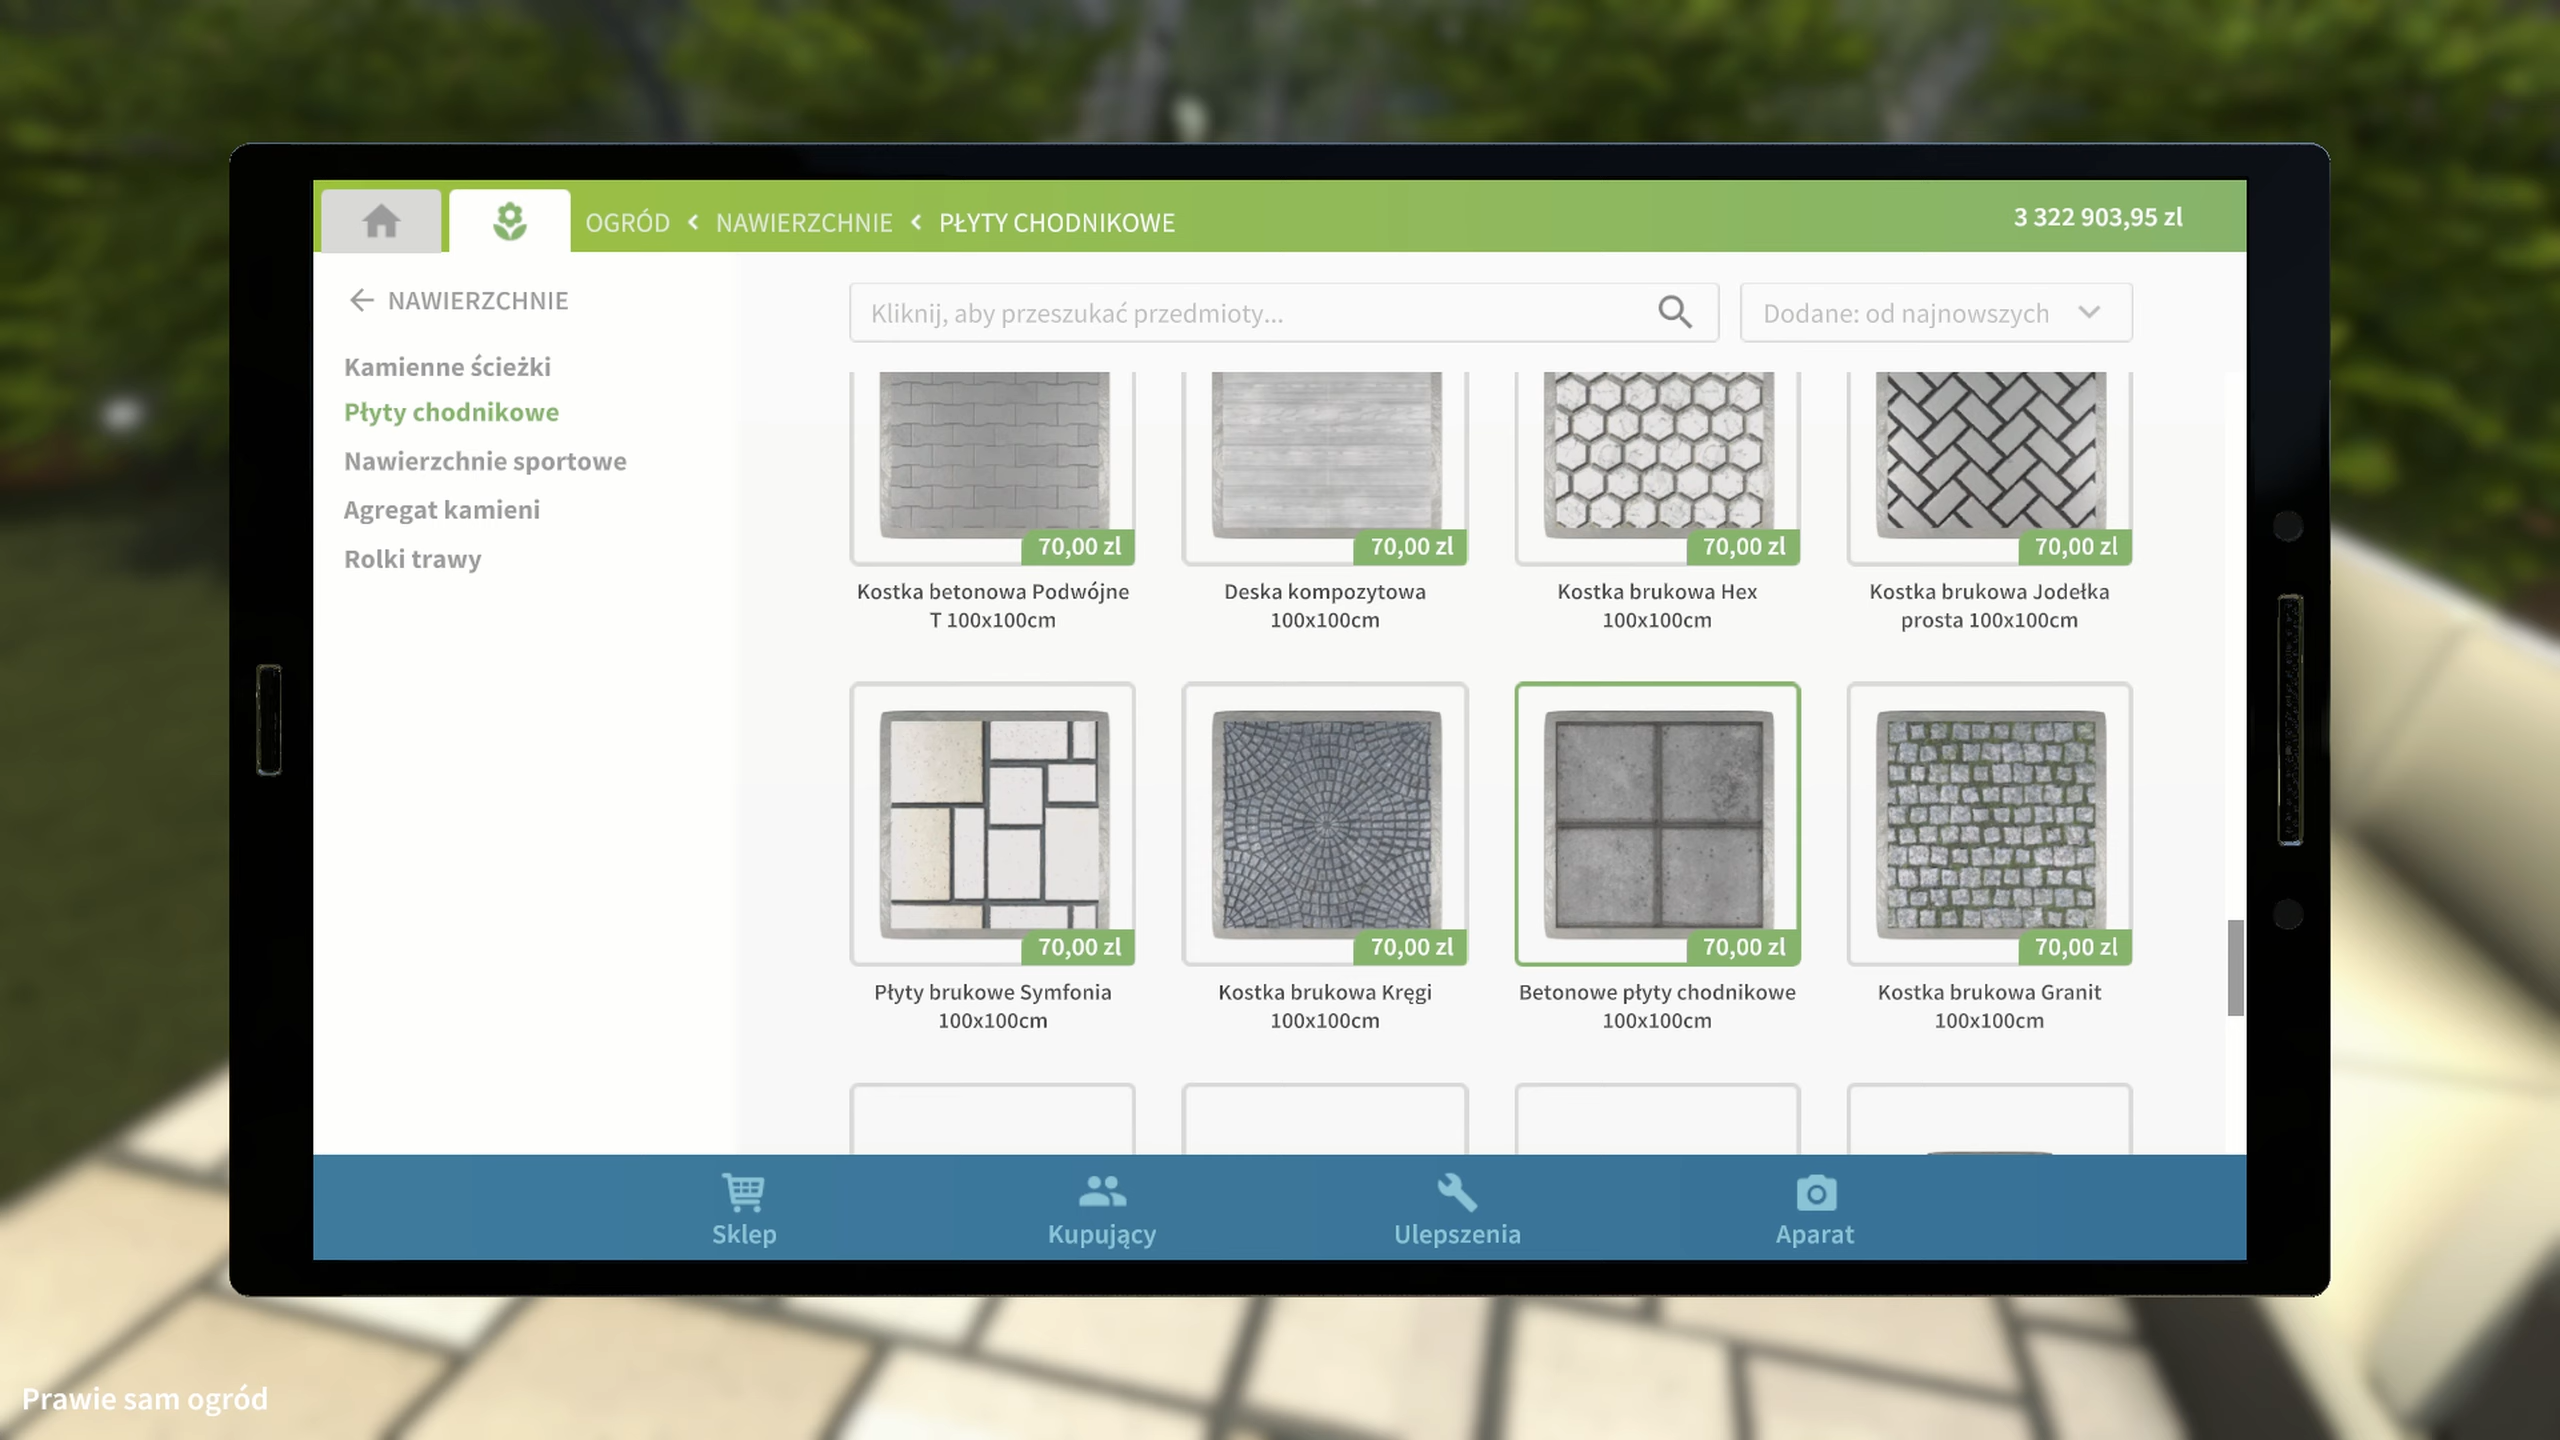 OGRÓD < NAWIERZCHNIE < PŁYTY CHODNIKOWE
3 322 903,95 zl
NAWIERZCHNIE
Kamienne ścieżki
Płyty chodnikowe
Nawierzchnie sportowe
Agregat kamieni
Rolki trawy
Kliknij, aby przeszukać przedmioty...
Dodane: od najnowszych
70,00 zl
70,00 zl
70,00 zl
70,00 zl
Kostka betonowa Podwójne
T 100x100cm
Deska kompozytowa
100x100cm
Kostka brukowa Hex
100x100cm
Kostka brukowa Jodełka
prosta 100x100cm
70,00 zl
70,00 zl
70,00 zl
70,00 zl
Płyty brukowe Symfonia
100x100cm
Kostka brukowa Kręgi
100x100cm
Betonowe płyty chodnikowe
100x100cm
Kostka brukowa Granit
100x100cm
Sklep
Kupujący
Ulepszenia
Aparat
Prawie sam ogród